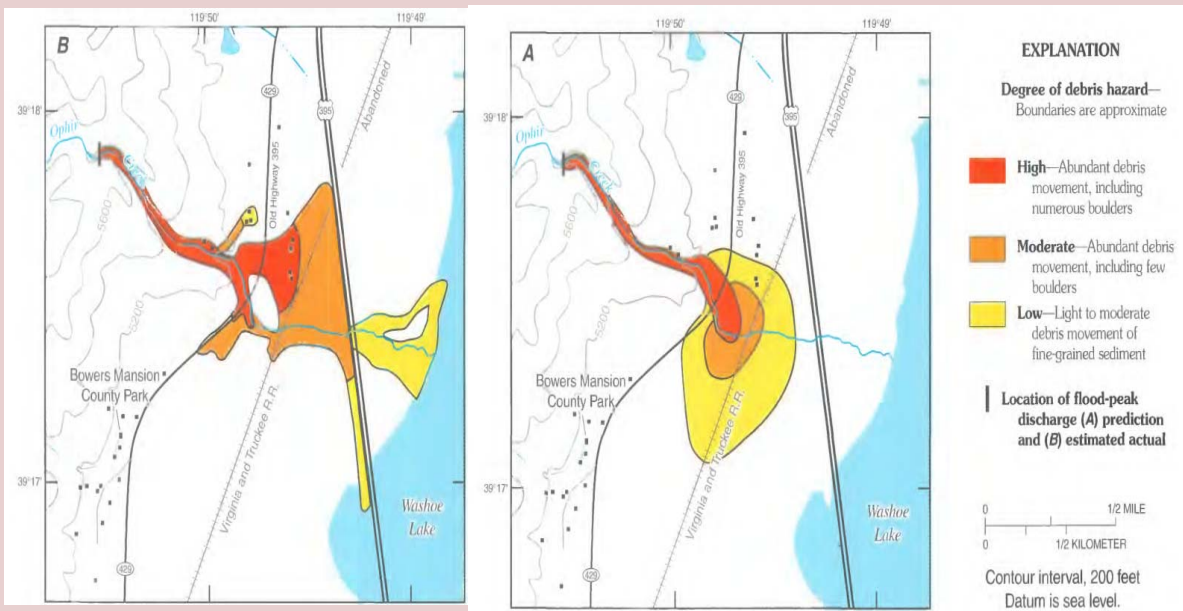 119°50'
119°49'
B
429
395
Abandoned
39°18'
Ophir
Creek
Old Highway 395
5600
5200
Bowers Mansion
County Park
Virginia and Truckee R.R.
39°17'
Washoe
Lake
429
119°50'
119°49'
A
429
395
Abandoned
39°18'
Ophir
Creek
Old Highway 395
5600
5200
Bowers Mansion
County Park
Virginia and Truckee R.R.
39°17'
Washoe
Lake
429
EXPLANATION
Degree of debris hazard—
Boundaries are approximate
High—Abundant debris
movement, including
numerous boulders
Moderate—Abundant debris
movement, including few
boulders
Low—Light to moderate
debris movement of
fine-grained sediment
Location of flood-peak
discharge (A) prediction
and (B) estimated actual
0 1/2 MILE
0 1/2 KILOMETER
Contour interval, 200 feet
Datum is sea level.